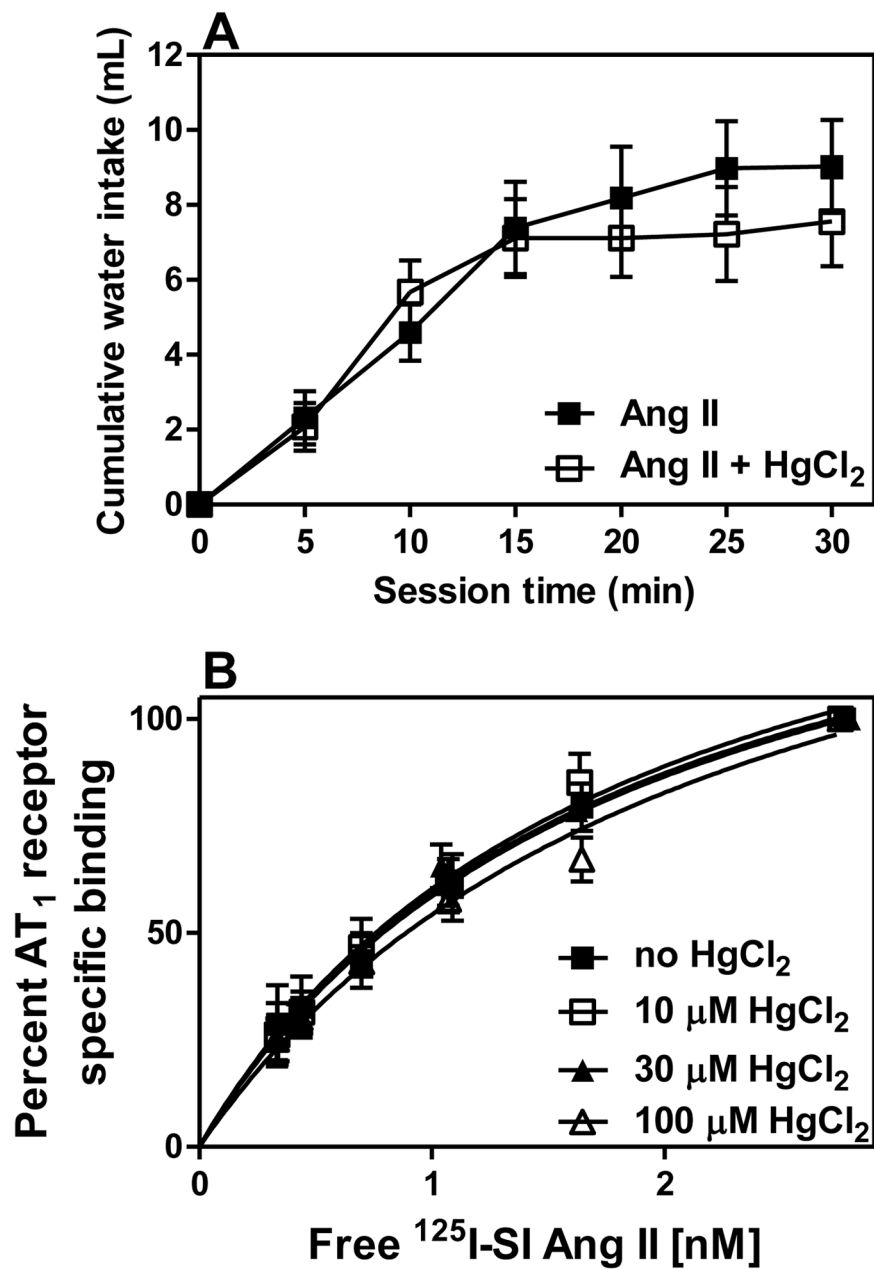 A
Cumulative water intake (mL)
12
10
8
6
4
2
0
Ang II
Ang II + HgCl₂
0 5 10 15 20 25 30
Session time (min)
B
Percent AT₁ receptor
specific binding
100
50
0
no HgCl₂
10 μM HgCl₂
30 μM HgCl₂
100 μM HgCl₂
0 1 2
Free ¹²⁵I-SI Ang II [nM]